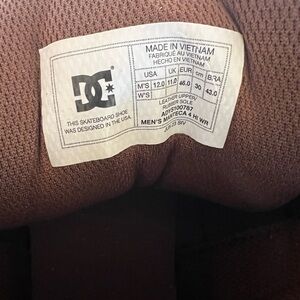 DC
THIS SKATEBOARD SHOE
WAS DESIGNED IN THE USA.
MADE IN VIETNAM
FABRIQUÉ AU VIETNAM
HECHO EN VIETNAM
USA UK EUR cm BRA
M'S 12.0 11.0 46.0 30 43.0
W'S
LEATHER UPPER/
RUBBER SOLE
ADYS100787
MEN'S MANTECA 4 HI WR